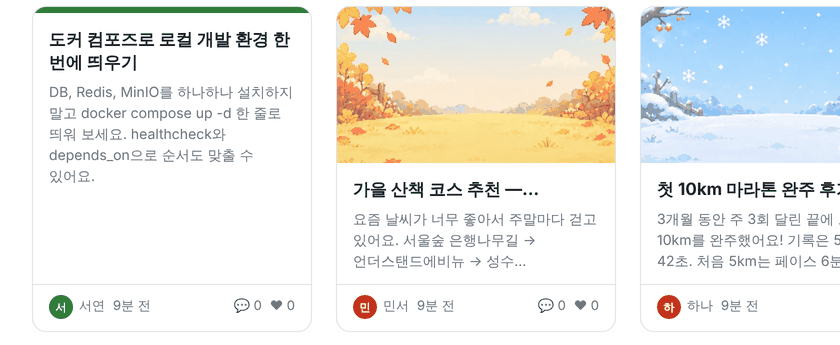 도커 컴포즈로 로컬 개발 환경 한
번에 띄우기
DB, Redis, MinIO를 하나하나 설치하지
말고 docker compose up -d 한 줄로
띄워 보세요. healthcheck와
depends_on으로 순서도 맞출 수
있어요.
서 서연 9분 전 💬 0 ♥ 0
가을 산책 코스 추천 —...
요즘 날씨가 너무 좋아서 주말마다 걷고
있어요. 서울숲 은행나무길 →
언더스탠드에비뉴 → 성수...
민 민서 9분 전 💬 0 ♥ 0
첫 10km 마라톤 완주 후
3개월 동안 주 3회 달린 끝에
10km를 완주했어요! 기록은 5
42초. 처음 5km는 페이스 6분
하 하나 9분 전